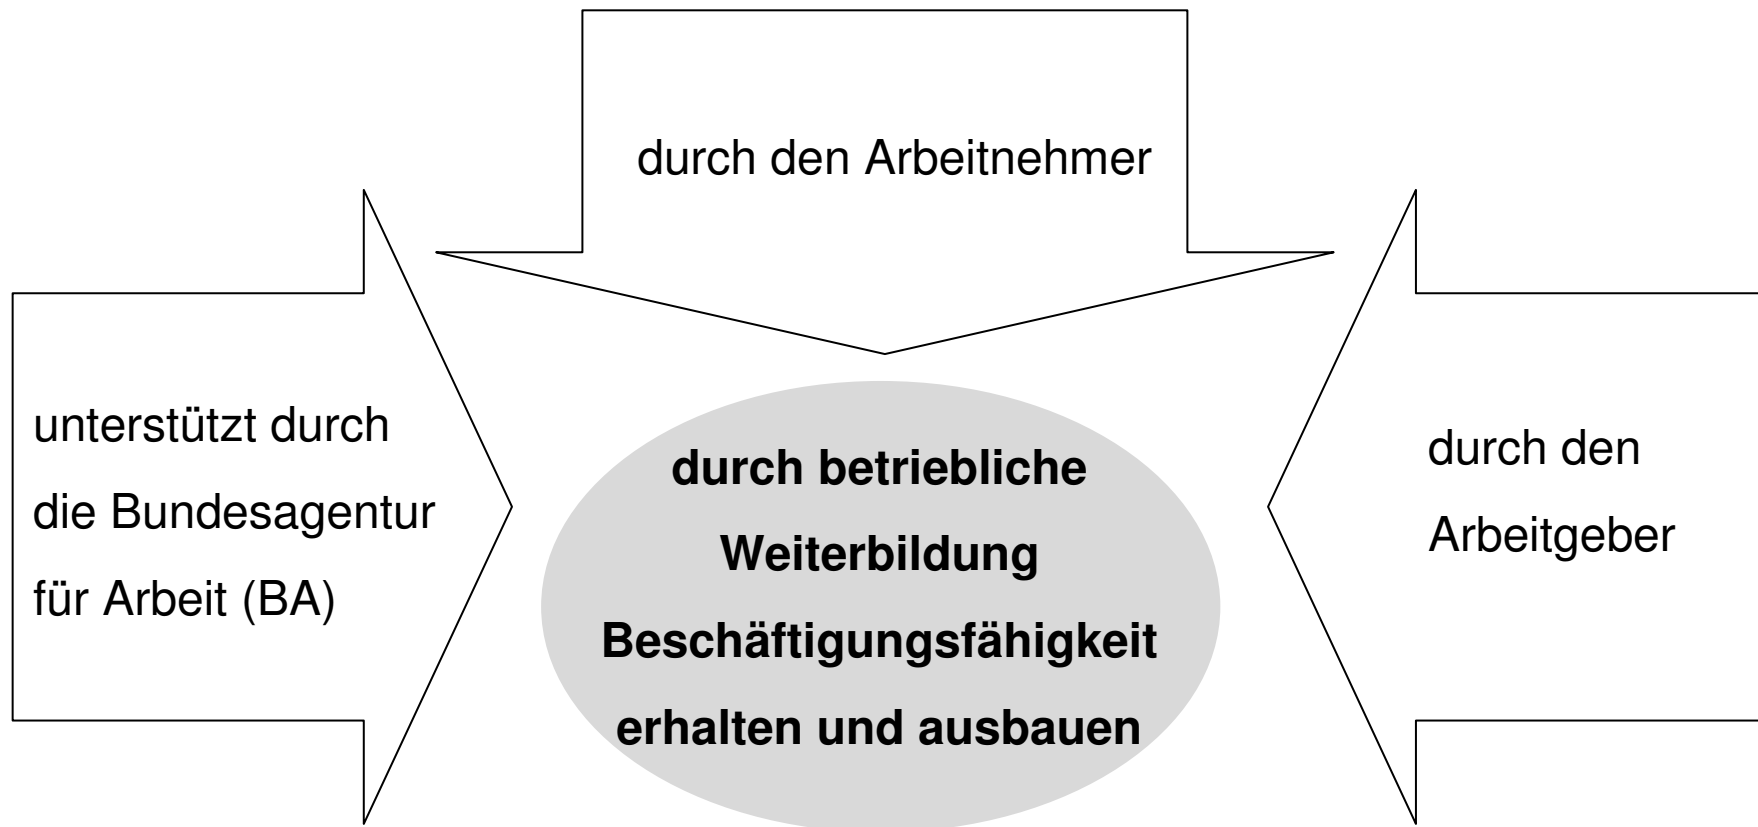 durch den Arbeitnehmer
unterstützt durch
die Bundesagentur
für Arbeit (BA)
durch betriebliche
Weiterbildung
Beschäftigungsfähigkeit
erhalten und ausbauen
durch den
Arbeitgeber